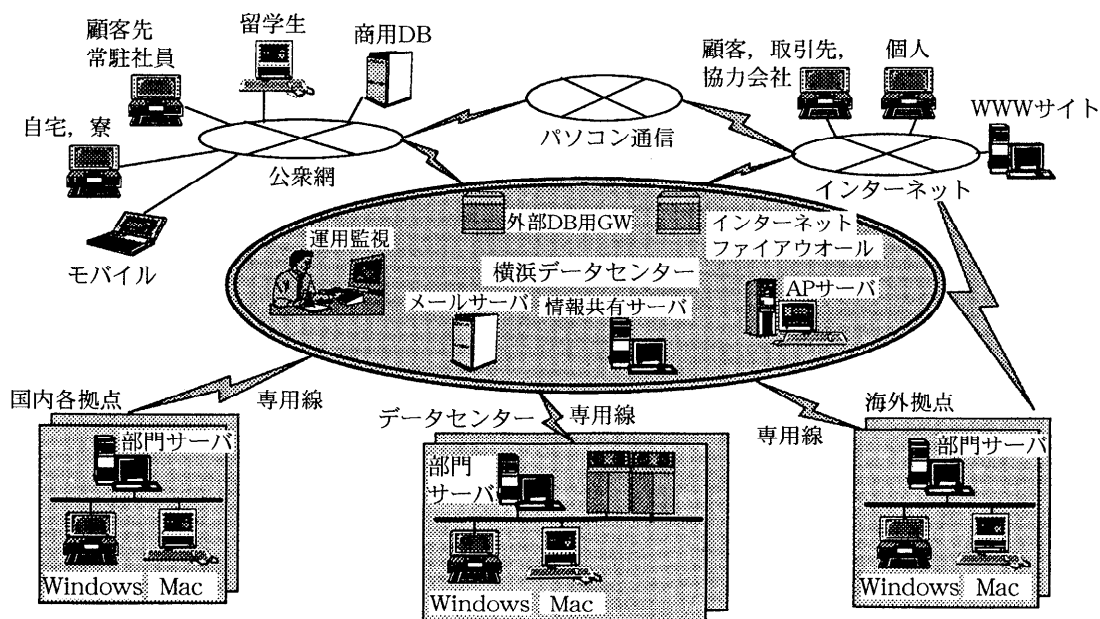 顧客先
常駐社員
留学生
商用DB
自宅，寮
モバイル
公衆網
パソコン通信
顧客，取引先，
協力会社
個人
WWWサイト
インターネット
外部DB用GW
インターネット
ファイアウオール
運用監視
横浜データセンター
メールサーバ
情報共有サーバ
APサーバ
国内各拠点
専用線
部門サーバ
Windows
Mac
データセンター
専用線
部門
サーバ
Windows
Mac
海外拠点
専用線
部門サーバ
Windows
Mac